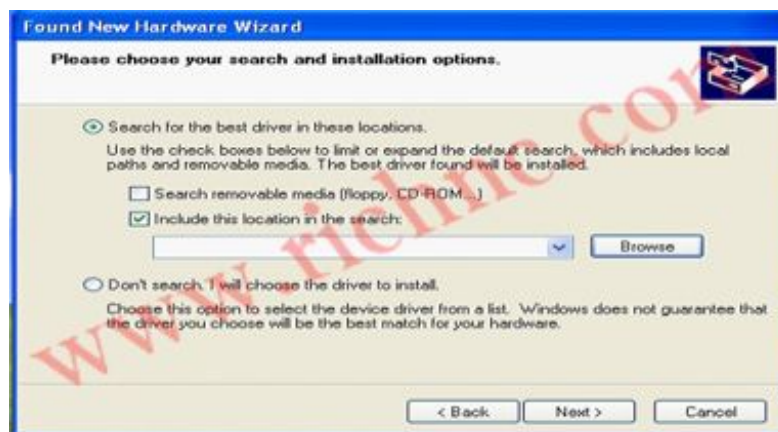 Found New Hardware Wizard
Please choose your search and installation options.
Search for the best driver in these locations.
Use the check boxes below to limit or expand the default search, which includes local
paths and removable media. The best driver found will be installed.
Search removable media (floppy, CD-ROM...)
Include this location in the search:
Browse
Don't search. I will choose the driver to install.
Choose this option to select the device driver from a list. Windows does not guarantee that
the driver you choose will be the best match for your hardware.
< Back
Next >
Cancel